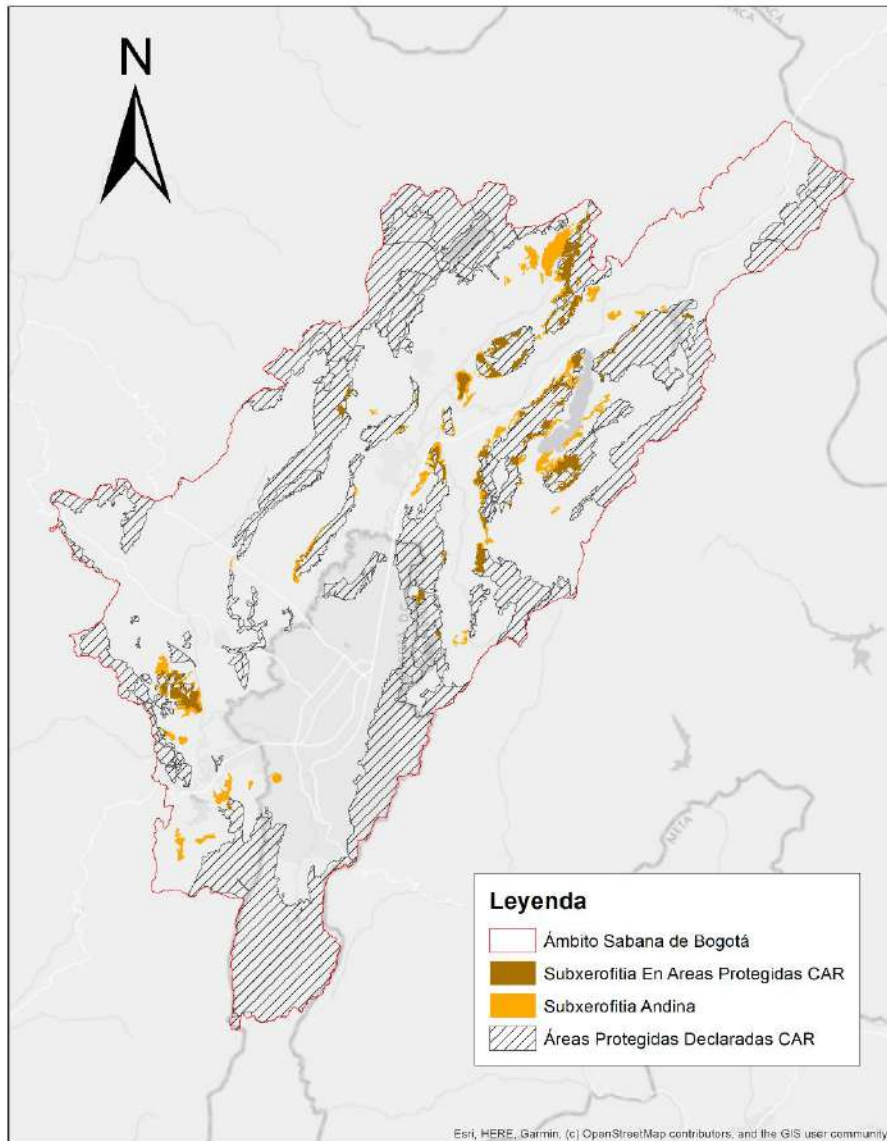 N
META
Leyenda
Ámbito Sabana de Bogotá
Subxerofitia En Areas Protegidas CAR
Subxerofitia Andina
Áreas Protegidas Declaradas CAR
Esri, HERE, Garmin, (c) OpenStreetMap contributors, and the GIS user community